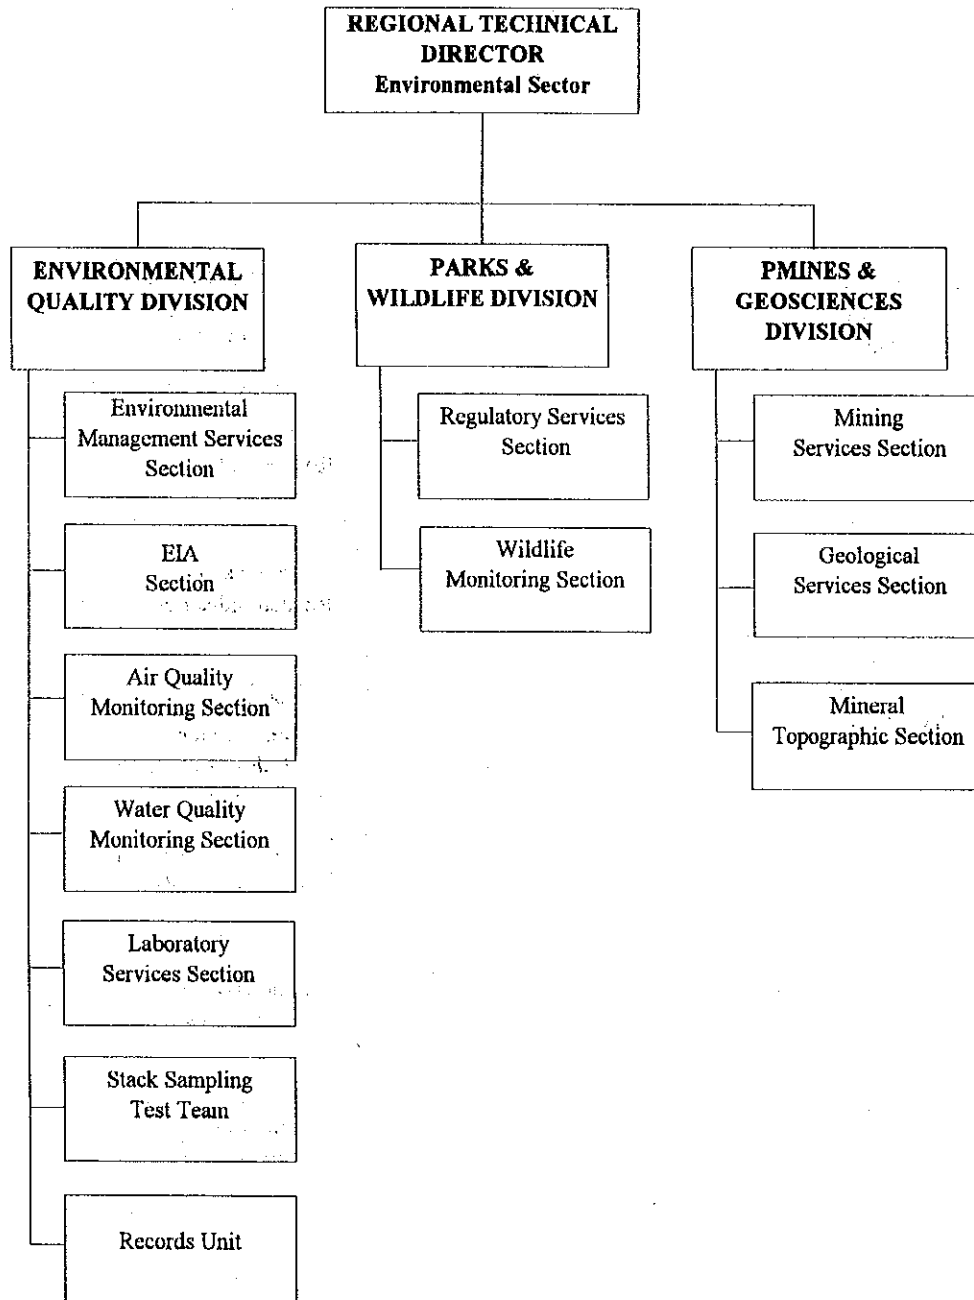 REGIONAL TECHNICAL
DIRECTOR
Environmental Sector
ENVIRONMENTAL
QUALITY DIVISION
PARKS &
WILDLIFE DIVISION
PMINES &
GEOSCIENCES
DIVISION
Environmental
Management Services
Section
EIA
Section
Air Quality
Monitoring Section
Water Quality
Monitoring Section
Laboratory
Services Section
Stack Sampling
Test Team
Records Unit
Regulatory Services
Section
Wildlife
Monitoring Section
Mining
Services Section
Geological
Services Section
Mineral
Topographic Section